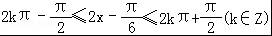 2kπ - π/2 ≤ 2x - π/6 ≤ 2kπ + π/2 (k∈Z)